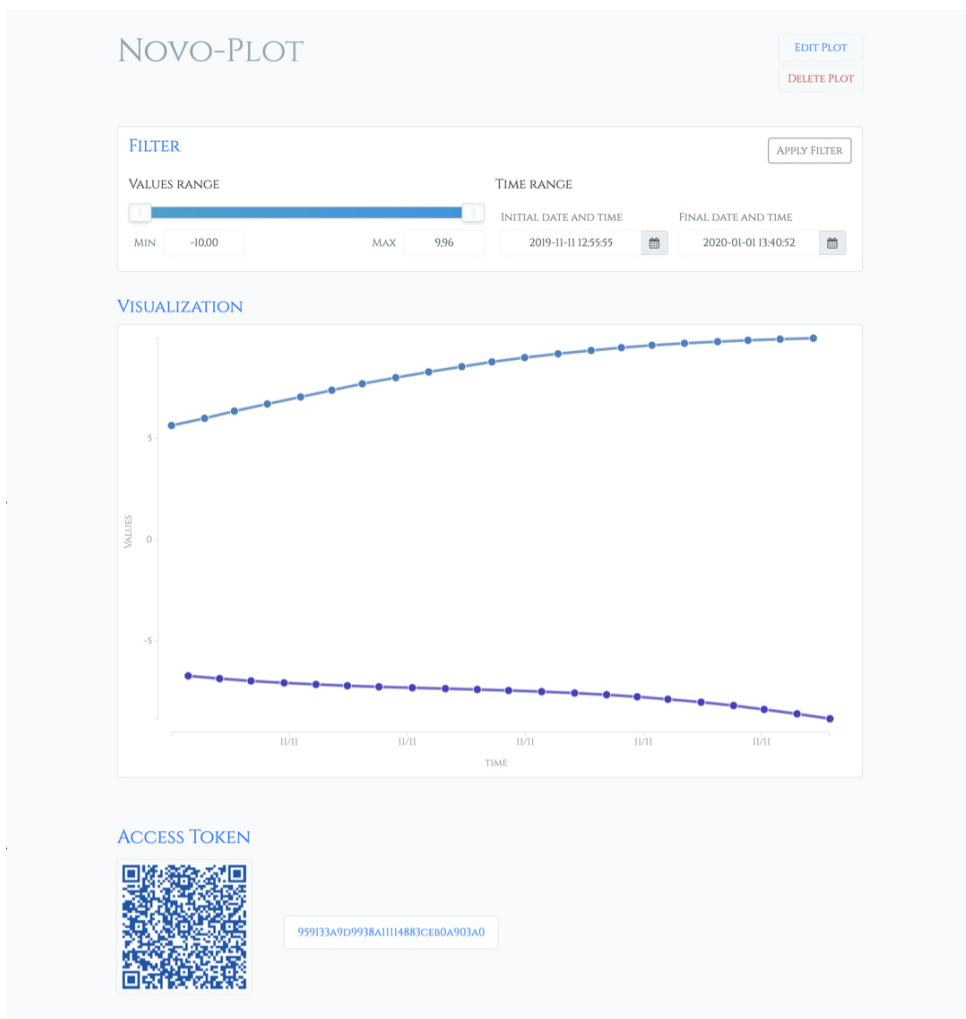 Novo-Plot
Edit Plot
Delete Plot
Filter
Apply Filter
Values range
Time range
Initial date and time
Final date and time
Min
-10,00
Max
9,96
2019-11-11 12:55:55
2020-01-01 13:40:52
Visualization
5
0
-5
Values
11/11
11/11
11/11
11/11
11/11
time
Access Token
959133a9d9938a11114883ceb0a903a0